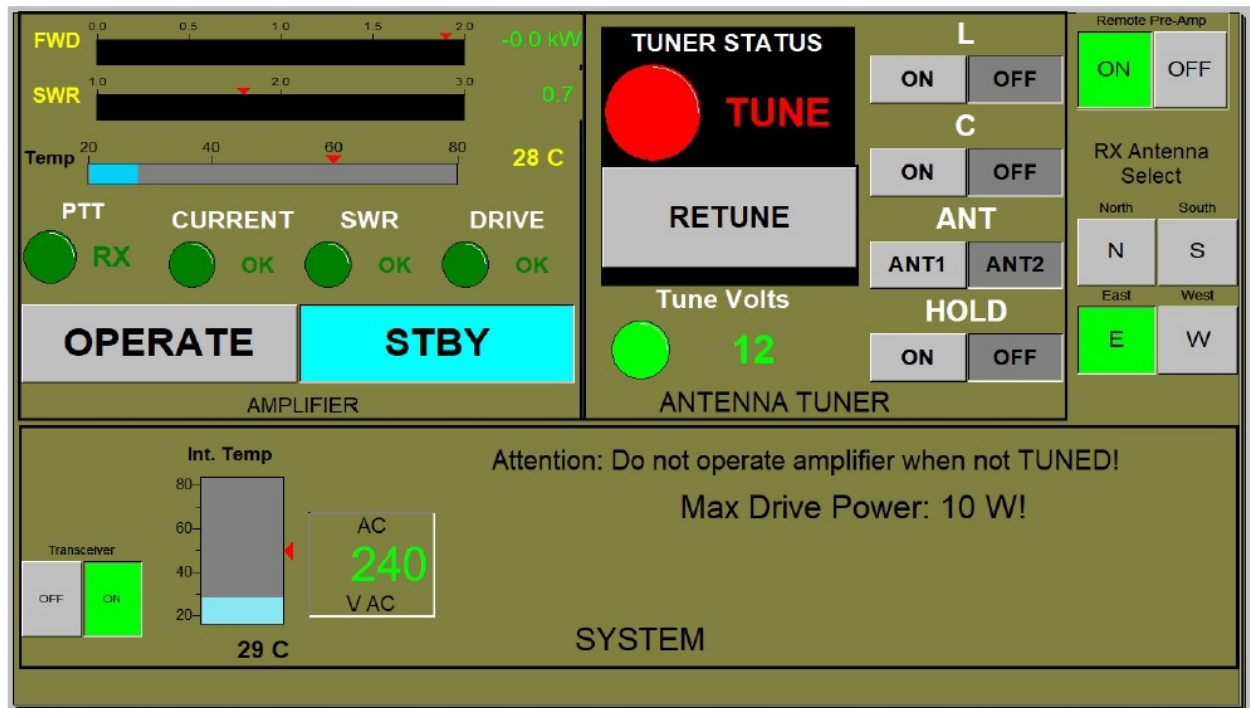 FWD 0.0 0.5 1.0 1.5 2.0 -0.0 kW
SWR 1.0 2.0 3.0 0.7
Temp 20 40 60 80 28 C
PTT CURRENT SWR DRIVE
RX OK OK OK
OPERATE STBY
AMPLIFIER
TUNER STATUS
TUNE
RETUNE
Tune Volts
12
L
ON OFF
C
ON OFF
ANT
ANT1 ANT2
HOLD
ON OFF
ANTENNA TUNER
Remote Pre-Amp
ON OFF
RX Antenna
Select
North South
N S
East West
E W
Transceiver
OFF ON
Int. Temp
80
60
40
20
29 C
AC
240
V AC
Attention: Do not operate amplifier when not TUNED!
Max Drive Power: 10 W!
SYSTEM